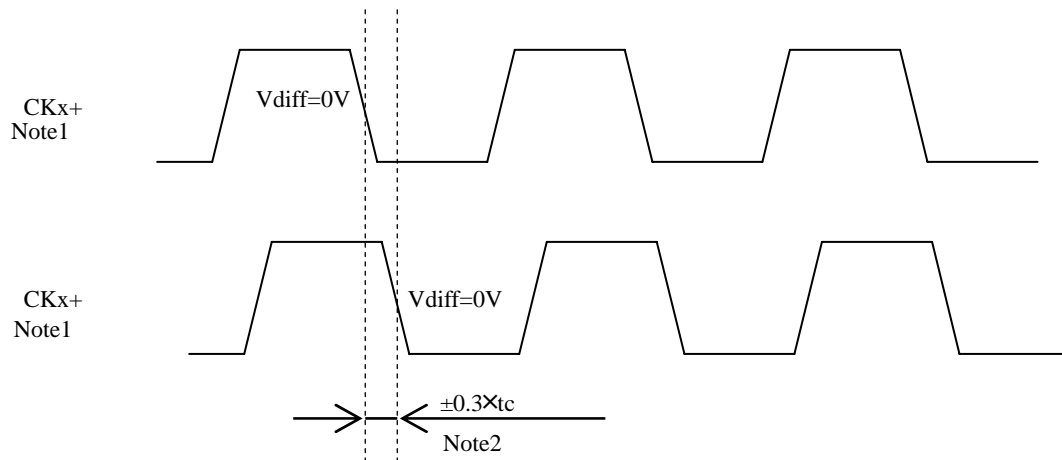 Vdiff=0V
CKx+
Note1
Vdiff=0V
CKx+
Note1
±0.3×tc
Note2